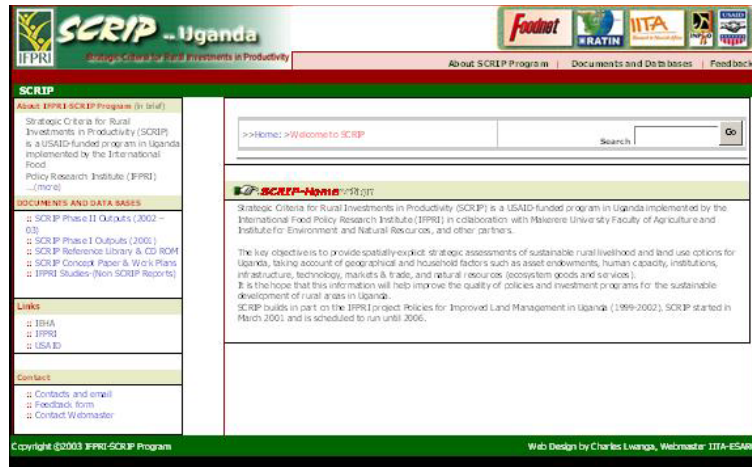 IFPRI
SCRIP -- Uganda
Strategic Criteria for Rural Investments in Productivity
Foodnet
RATIN
IITA
USAID
About SCRIP Program | Documents and Databases | Feedback
SCRIP
About IFPRI-SCRIP Program (in brief)
Strategic Criteria for Rural
Investments in Productivity (SCRIP)
is a USAID-funded program in Uganda
implemented by the International
Food
Policy Research Institute (IFPRI)
...(more)
DOCUMENTS AND DATA BASES
:: SCRIP Phase II Outputs (2002 –
03)
:: SCRIP Phase I Outputs (2001)
:: SCRIP Reference Library & CD ROM
:: SCRIP Concept Paper & Work Plans
:: IFPRI Studies-(Non SCRIP Reports)
Links
:: IEHA
:: IFPRI
:: USAID
Contact
:: Contacts and email
:: Feedback form
:: Contact Webmaster
>>Home: >Welcome to SCRIP
Search
Go
SCRIP-Home
Strategic Criteria for Rural Investments in Productivity (SCRIP) is a USAID-funded program in Uganda implemented by the
International Food Policy Research Institute (IFPRI) in collaboration with Makerere University Faculty of Agriculture and
Institute for Environment and Natural Resources, and other partners.
The key objective is to provide spatially-explicit strategic assessments of sustainable rural livelihood and land use options for
Uganda, taking account of geographical and household factors such as asset endowments, human capacity, institutions,
infrastructure, technology, markets & trade, and natural resources (ecosystem goods and services).
It is the hope that this information will help improve the quality of policies and investment programs for the sustainable
development of rural areas in Uganda.
SCRIP builds in part on the IFPRI project Policies for Improved Land Management in Uganda (1999-2002), SCRIP started in
March 2001 and is scheduled to run until 2006.
Copyright ©2003 IFPRI-SCRIP Program
Web Design by Charles Lwanga, Webmaster IITA-ESARC